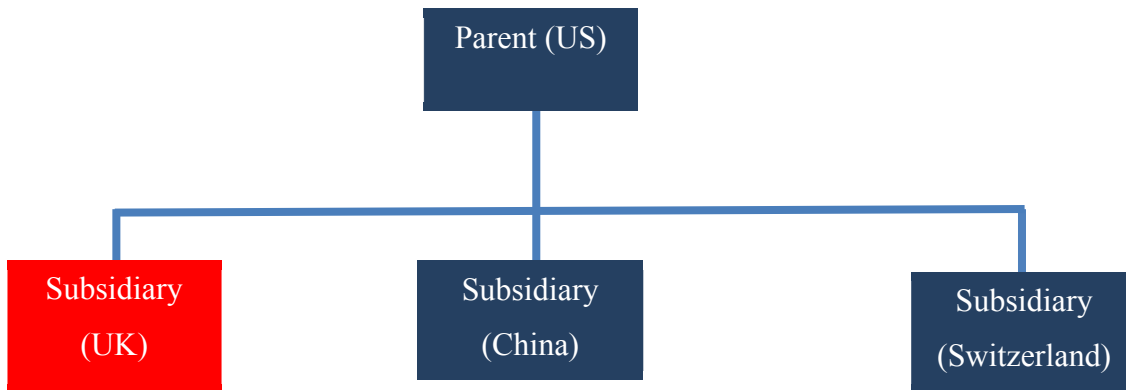 Parent (US)
Subsidiary
(UK)
Subsidiary
(China)
Subsidiary
(Switzerland)